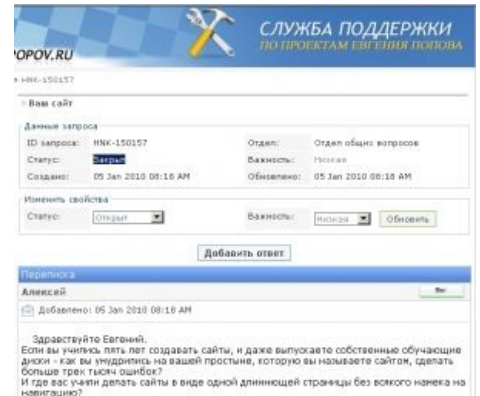 СЛУЖБА ПОДДЕРЖКИ
ПО ПРОЕКТАМ ЕВГЕНИЯ ПОПОВА
OPOV.RU
» HNK-150157
Ваш сайт
Данные запроса
ID запроса: HNK-150157 Отдел: Отдел общих вопросов
Статус: Закрыт Важность: Низкая
Создано: 05 Jan 2010 08:18 AM Обновлено: 05 Jan 2010 08:18 AM
Изменить свойства
Статус: Открыт Важность: Низкая Обновить
Добавить ответ
Переписка
Алексей
Добавлено: 05 Jan 2010 08:18 AM
Здравствуйте Евгений.
Если вы учились пять лет создавать сайты, и даже выпускаете собственные обучающие
диски - как вы умудрились на вашей простыне, которую вы называете сайтом, сделать
больше трех тысяч ошибок?
И где вас учили делать сайты в виде одной длиннющей страницы без всякого намека на
навигацию?